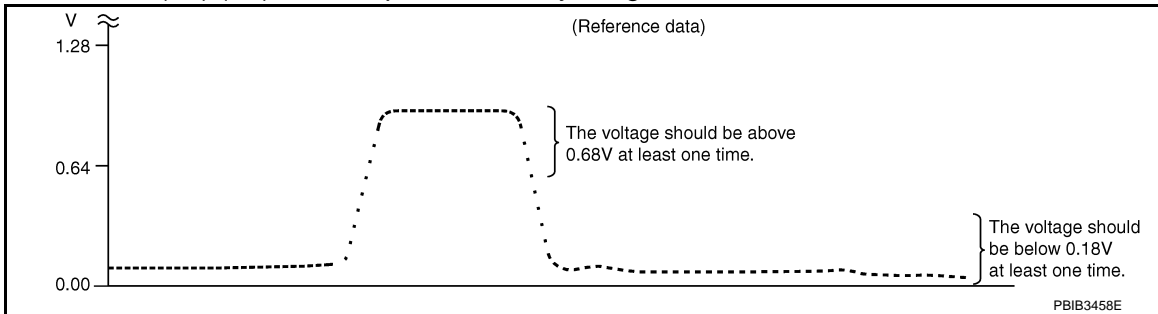 V
(Reference data)
1.28
The voltage should be above
0.68V at least one time.
0.64
The voltage should
be below 0.18V
at least one time.
0.00
PBIB3458E